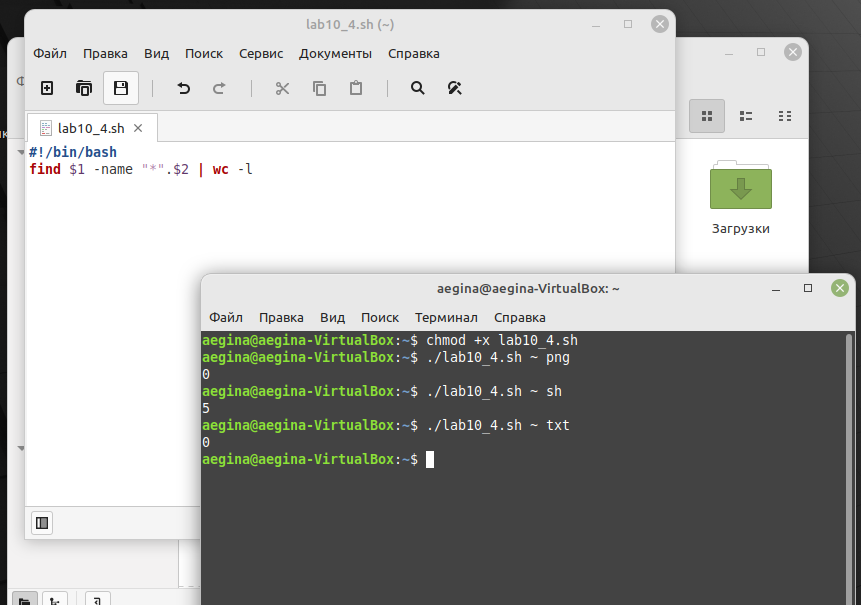 lab10_4.sh (~)
Файл Правка Вид Поиск Сервис Документы Справка
lab10_4.sh
#!/bin/bash
find $1 -name "*".$2 | wc -l
Загрузки
aegina@aegina-VirtualBox: ~
Файл Правка Вид Поиск Терминал Справка
aegina@aegina-VirtualBox:~$ chmod +x lab10_4.sh
aegina@aegina-VirtualBox:~$ ./lab10_4.sh ~ png
0
aegina@aegina-VirtualBox:~$ ./lab10_4.sh ~ sh
5
aegina@aegina-VirtualBox:~$ ./lab10_4.sh ~ txt
0
aegina@aegina-VirtualBox:~$